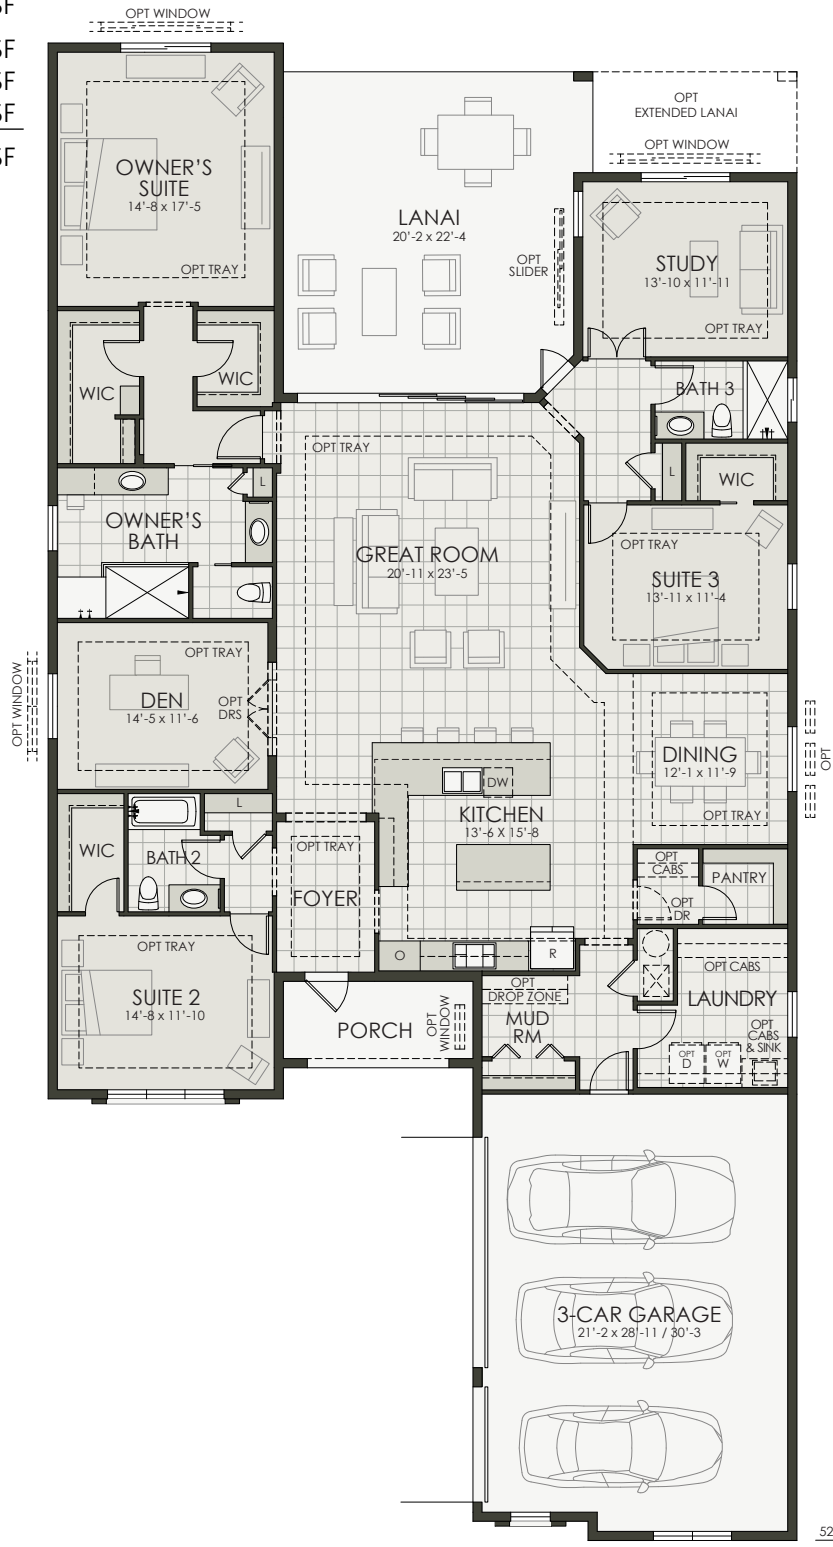 SF
OPT WINDOW
SF
SF
SF
SF
OPT
EXTENDED LANAI
OPT WINDOW
OWNER'S
SUITE
14'-8 x 17'-5
OPT TRAY
LANAI
20'-2 x 22'-4
OPT
SLIDER
STUDY
13'-10 x 11'-11
OPT TRAY
WIC
WIC
BATH 3
OPT TRAY
L
WIC
L
OWNER'S
BATH
GREAT ROOM
20'-11 x 23'-5
OPT TRAY
SUITE 3
13'-11 x 11'-4
OPT WINDOW
OPT TRAY
DEN
14'-5 x 11'-6
OPT
DRS
OPT
DINING
12'-1 x 11'-9
OPT TRAY
DW
KITCHEN
13'-6 X 15'-8
L
WIC
BATH 2
OPT TRAY
FOYER
OPT
CABS
PANTRY
OPT
DR
OPT TRAY
SUITE 2
14'-8 x 11'-10
O
R
OPT CABS
LAUNDRY
OPT
DROP ZONE
MUD
RM
PORCH
OPT
WINDOW
OPT
CABS
& SINK
OPT
D
OPT
W
3-CAR GARAGE
21'-2 x 28'-11 / 30'-3
52